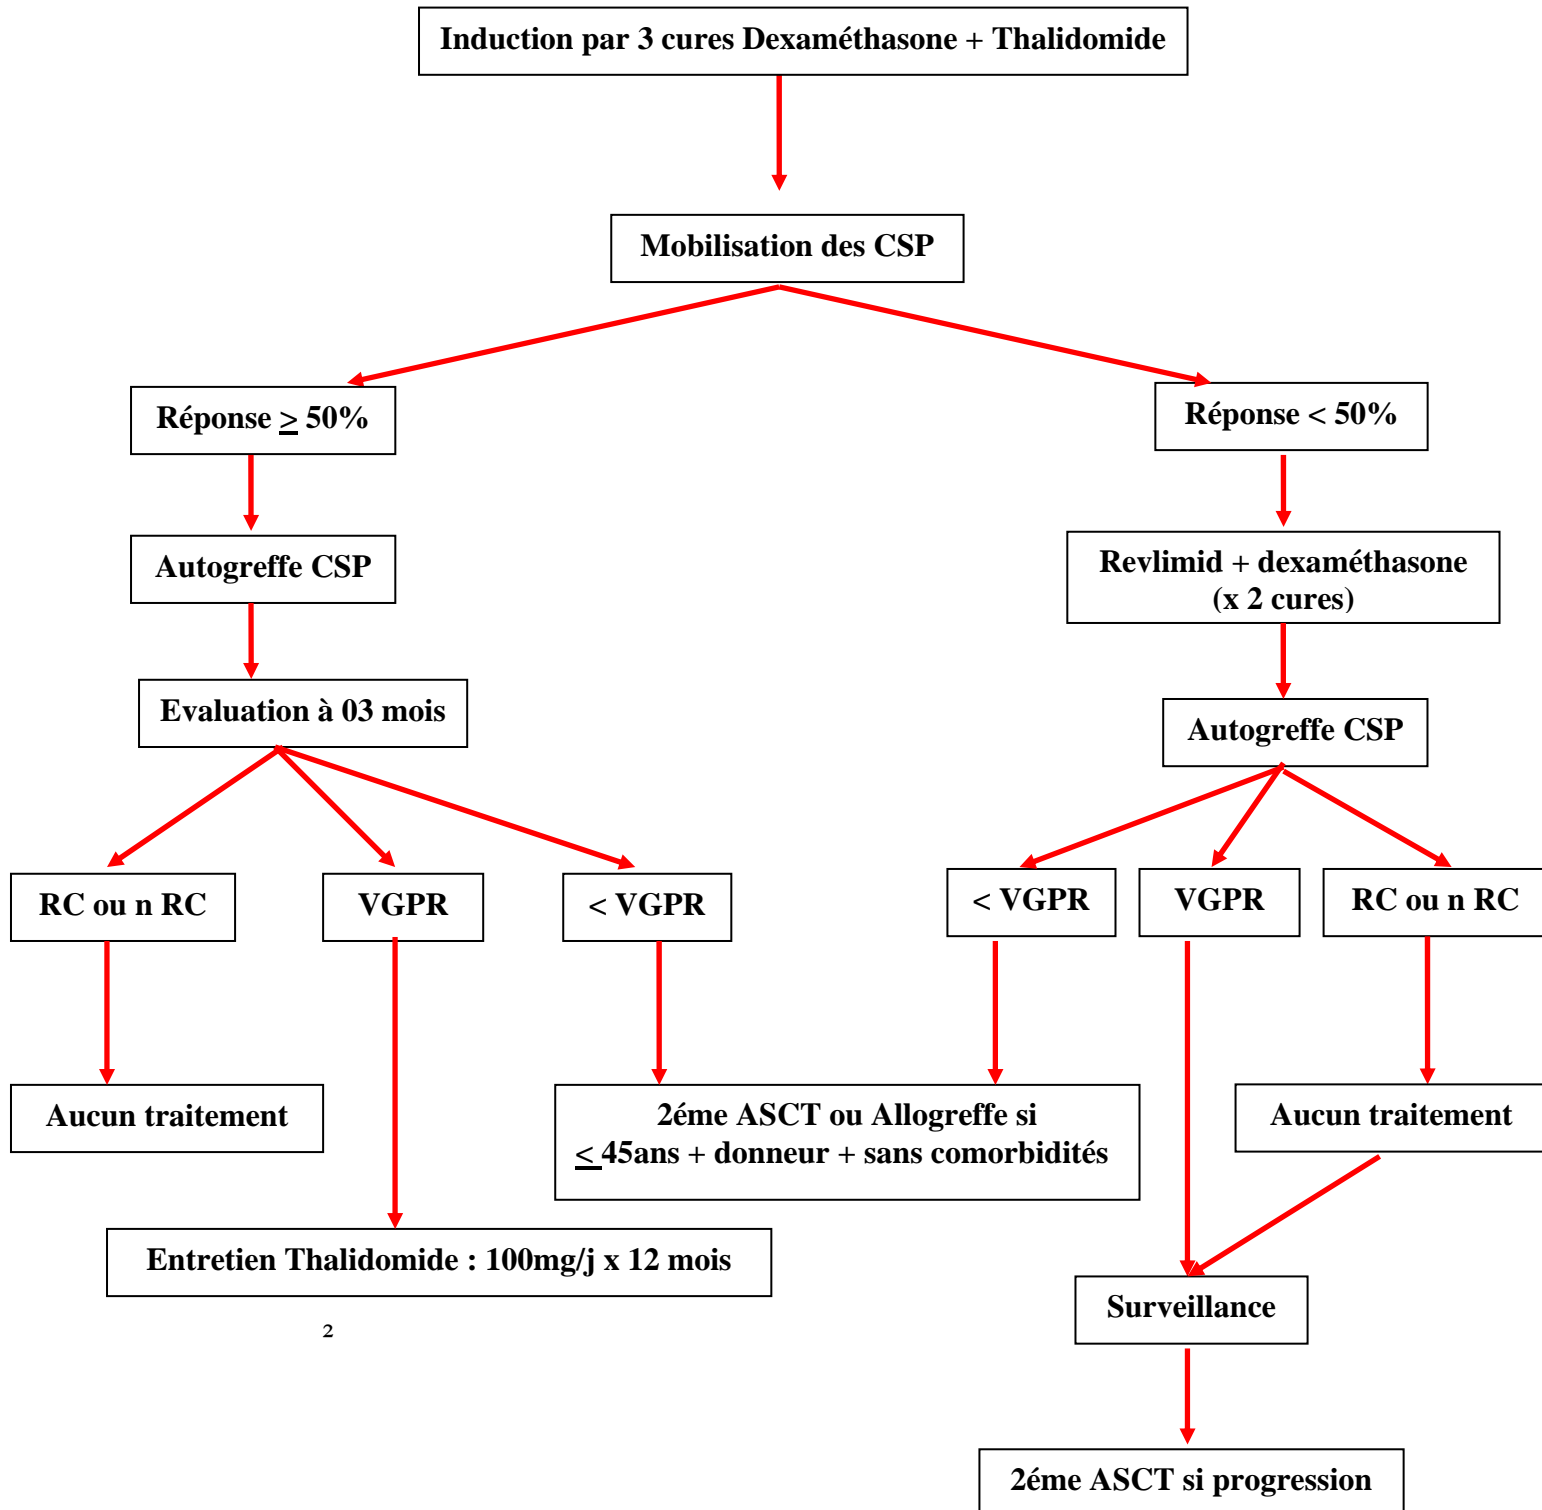 Induction par 3 cures Dexaméthasone + Thalidomide
Mobilisation des CSP
Réponse ≥ 50%
Réponse < 50%
Autogreffe CSP
Revlimid + dexaméthasone
(x 2 cures)
Evaluation à 03 mois
Autogreffe CSP
RC ou n RC
VGPR
< VGPR
< VGPR
VGPR
RC ou n RC
Aucun traitement
2éme ASCT ou Allogreffe si
≤ 45ans + donneur + sans comorbidités
Aucun traitement
Entretien Thalidomide : 100mg/j x 12 mois
Surveillance
2
2éme ASCT si progression